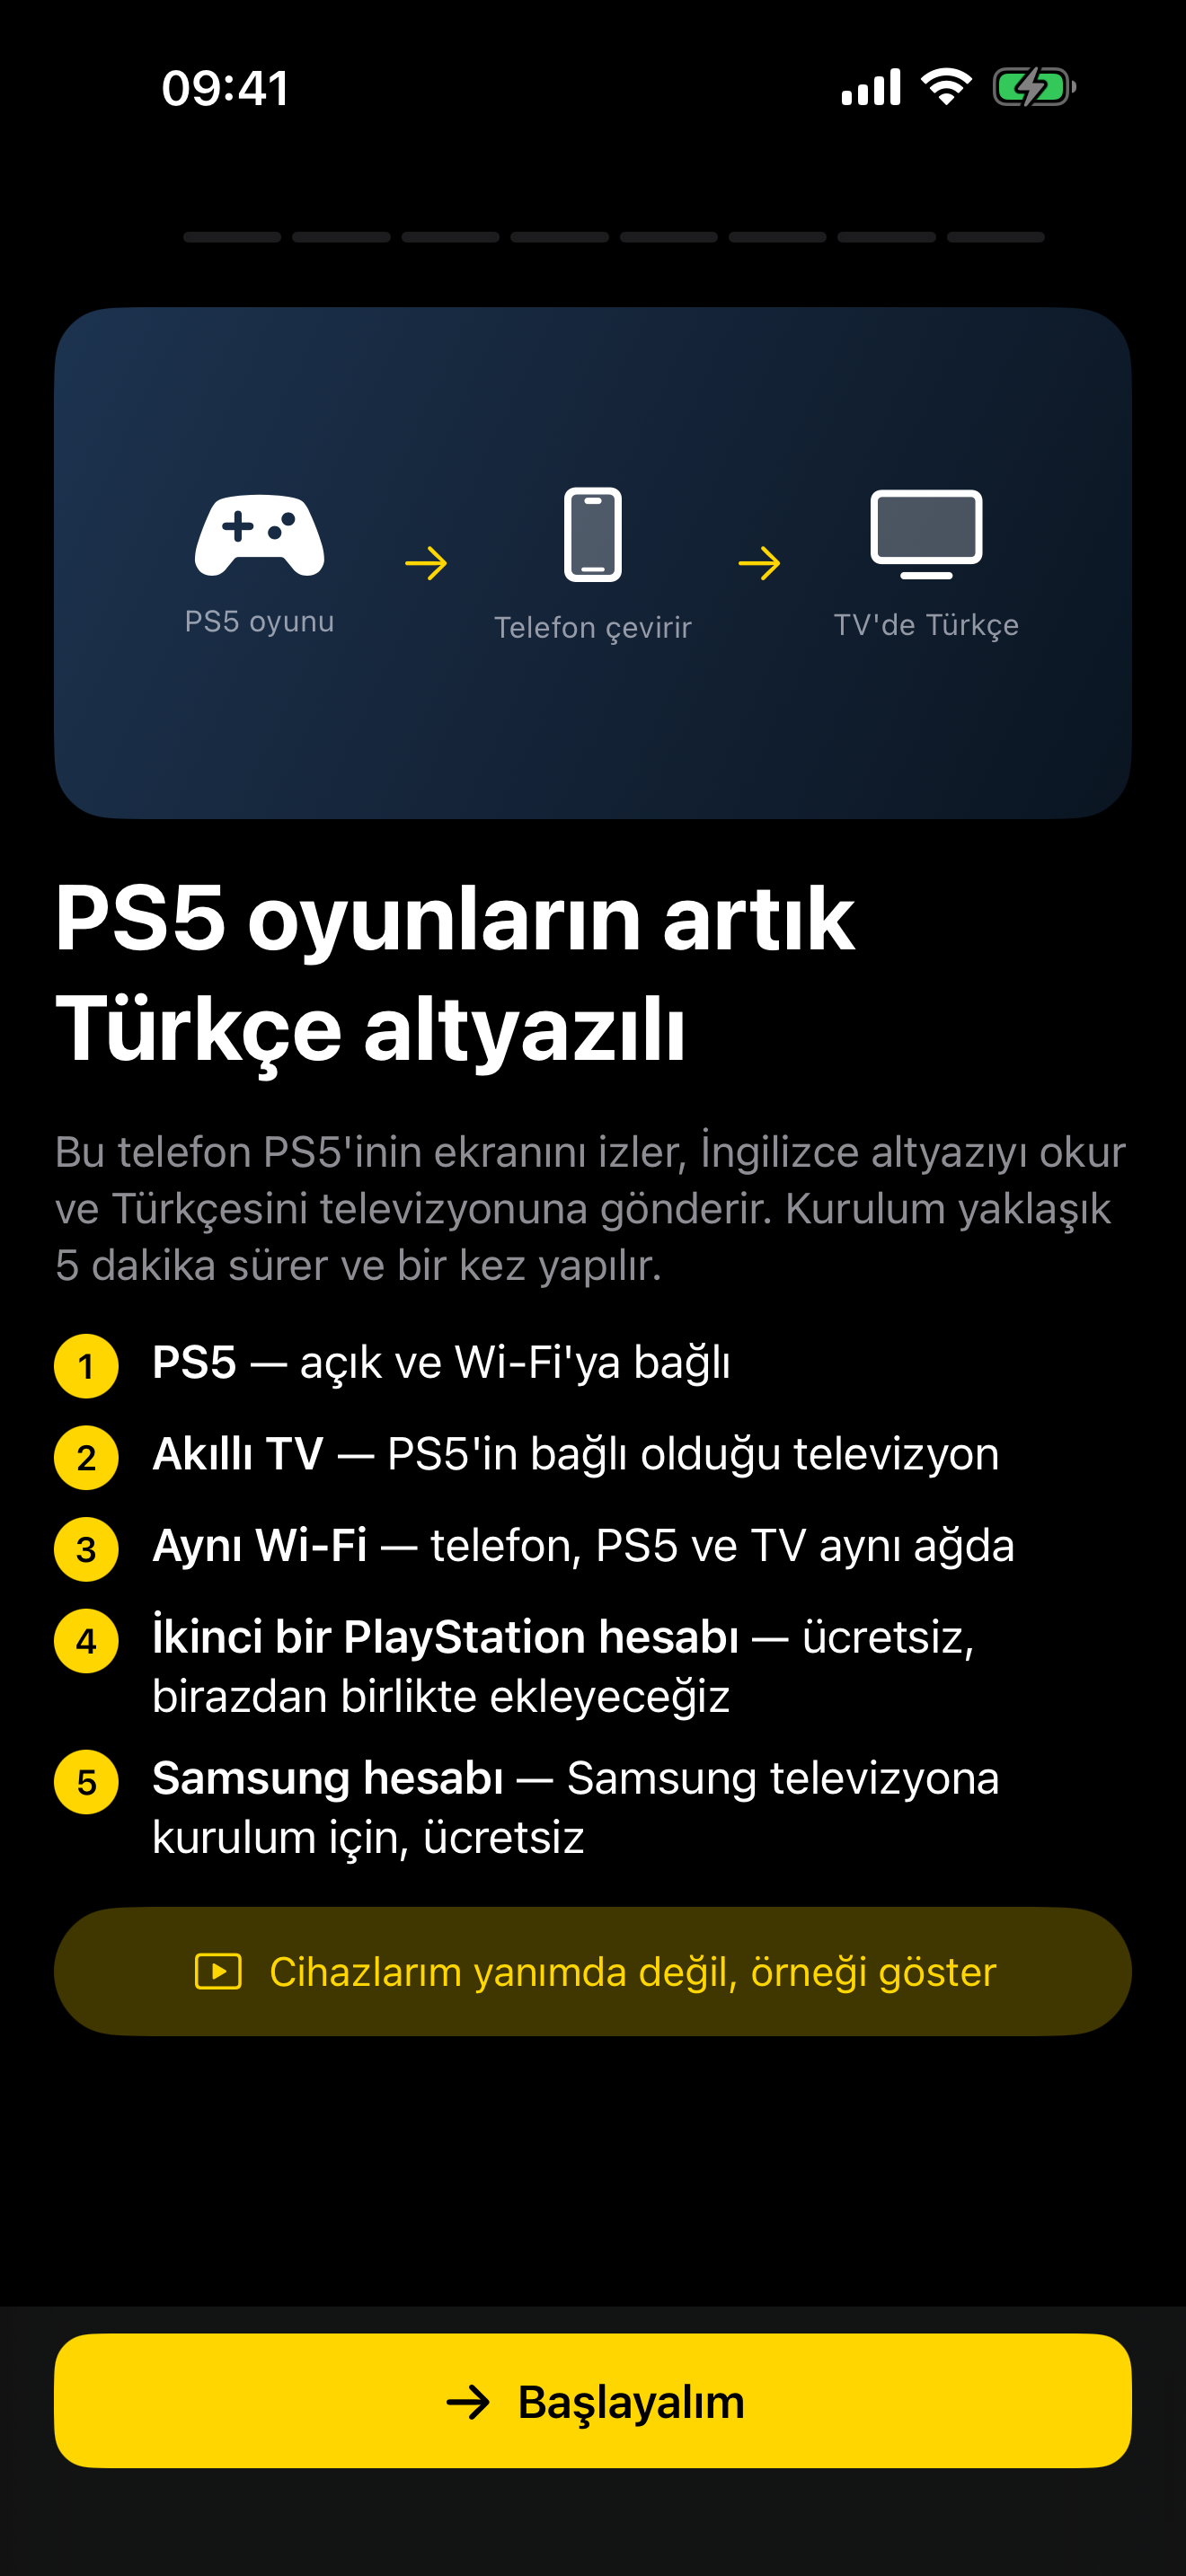 09:41
PS5 oyunu
Telefon çevirir
TV'de Türkçe
PS5 oyunların artık
Türkçe altyazılı
Bu telefon PS5'inin ekranını izler, İngilizce altyazıyı okur
ve Türkçesini televizyonuna gönderir. Kurulum yaklaşık
5 dakika sürer ve bir kez yapılır.
1 PS5 — açık ve Wi-Fi'ya bağlı
2 Akıllı TV — PS5'in bağlı olduğu televizyon
3 Aynı Wi-Fi — telefon, PS5 ve TV aynı ağda
4 İkinci bir PlayStation hesabı — ücretsiz,
birazdan birlikte ekleyeceğiz
5 Samsung hesabı — Samsung televizyona
kurulum için, ücretsiz
Cihazlarım yanımda değil, örneği göster
Başlayalım